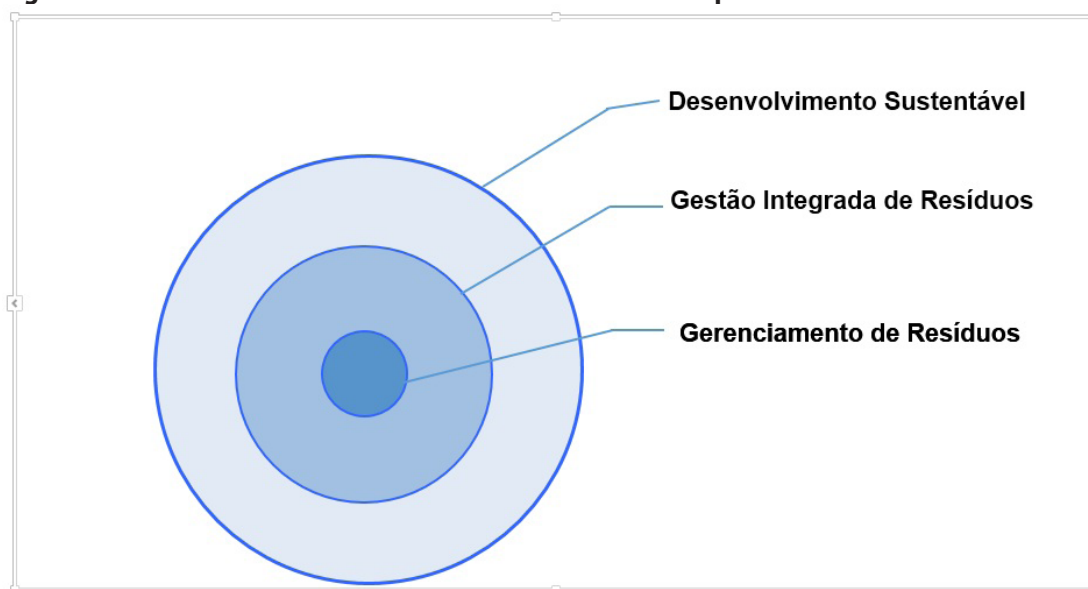 Desenvolvimento Sustentável
Gestão Integrada de Resíduos
Gerenciamento de Resíduos